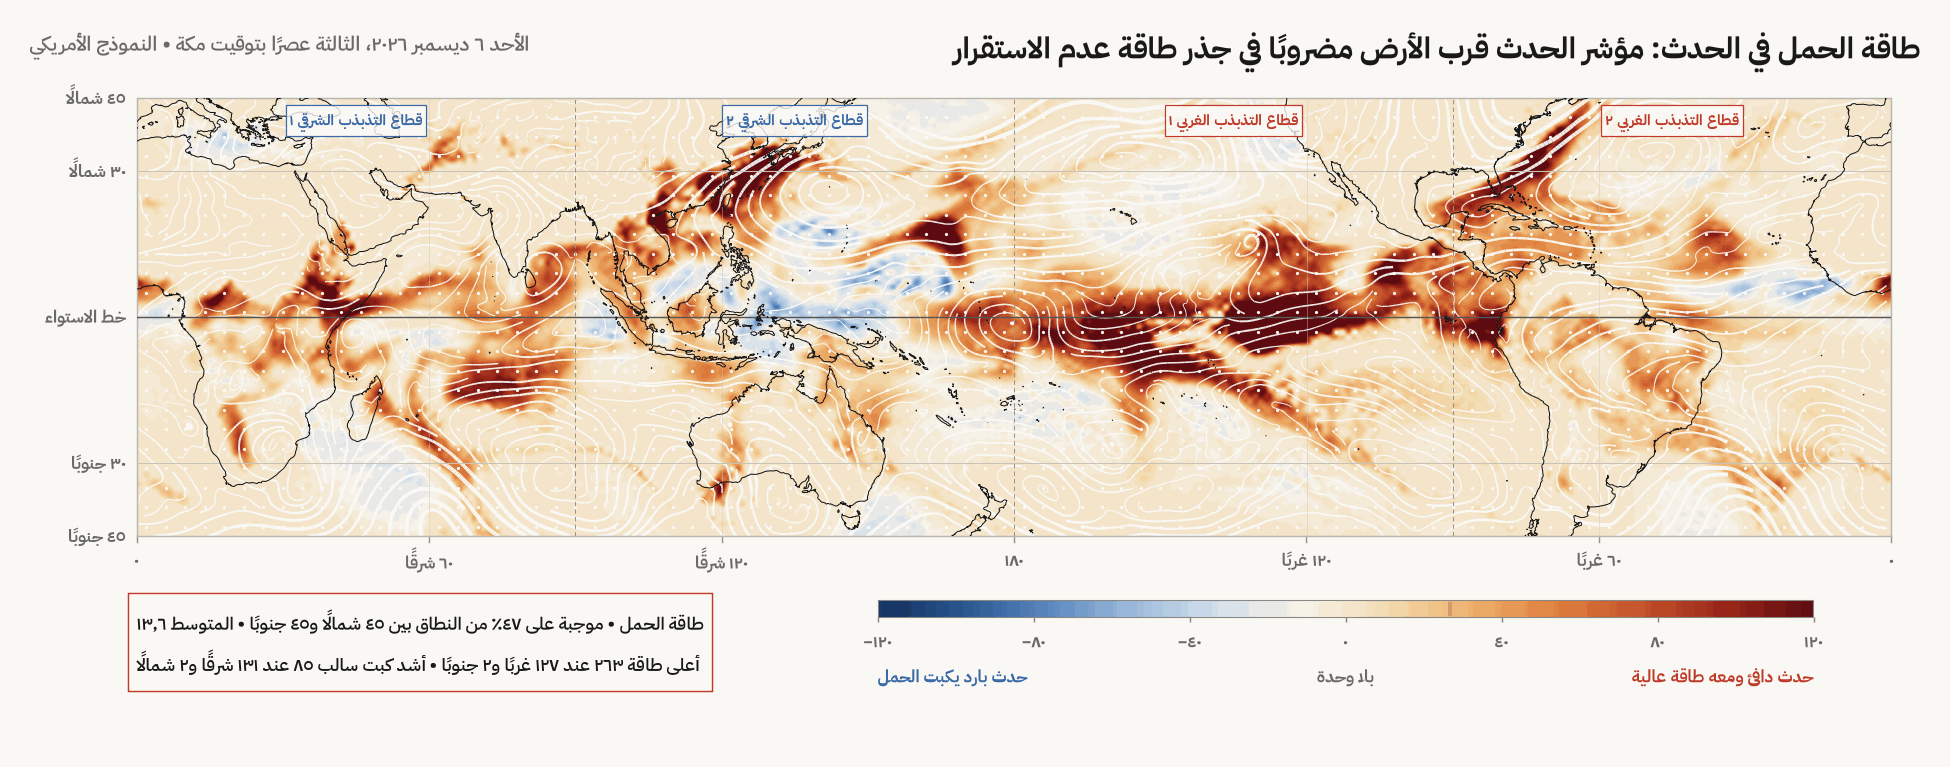 طاقة الحمل في الحدث: مؤشر الحدث قرب الأرض مضروبًا في جذر طاقة عدم الاستقرار
الأحد ٦ ديسمبر ٢٠٢٦، الثالثة عصرًا بتوقيت مكة • النموذج الأمريكي
قطاع التذبذب الشرقي ١
قطاع التذبذب الشرقي ٢
قطاع التذبذب الغربي ١
قطاع التذبذب الغربي ٢
٤٥ شمالًا
٣٠ شمالًا
خط الاستواء
٣٠ جنوبًا
٤٥ جنوبًا
٠
٦٠ شرقًا
١٢٠ شرقًا
١٨٠
١٢٠ غربًا
٦٠ غربًا
٠
طاقة الحمل • موجبة على ٤٧٪ من النطاق بين ٤٥ شمالًا و٤٥ جنوبًا • المتوسط ١٣,٦
أعلى طاقة ٢٦٣ عند ١٢٧ غربًا و٢ جنوبًا • أشد كبت سالب ٨٥ عند ١٣١ شرقًا و٢ شمالًا
−١٢٠
−٨٠
−٤٠
٠
٤٠
٨٠
١٢٠
حدث بارد يكبت الحمل
بلا وحدة
حدث دافئ ومعه طاقة عالية